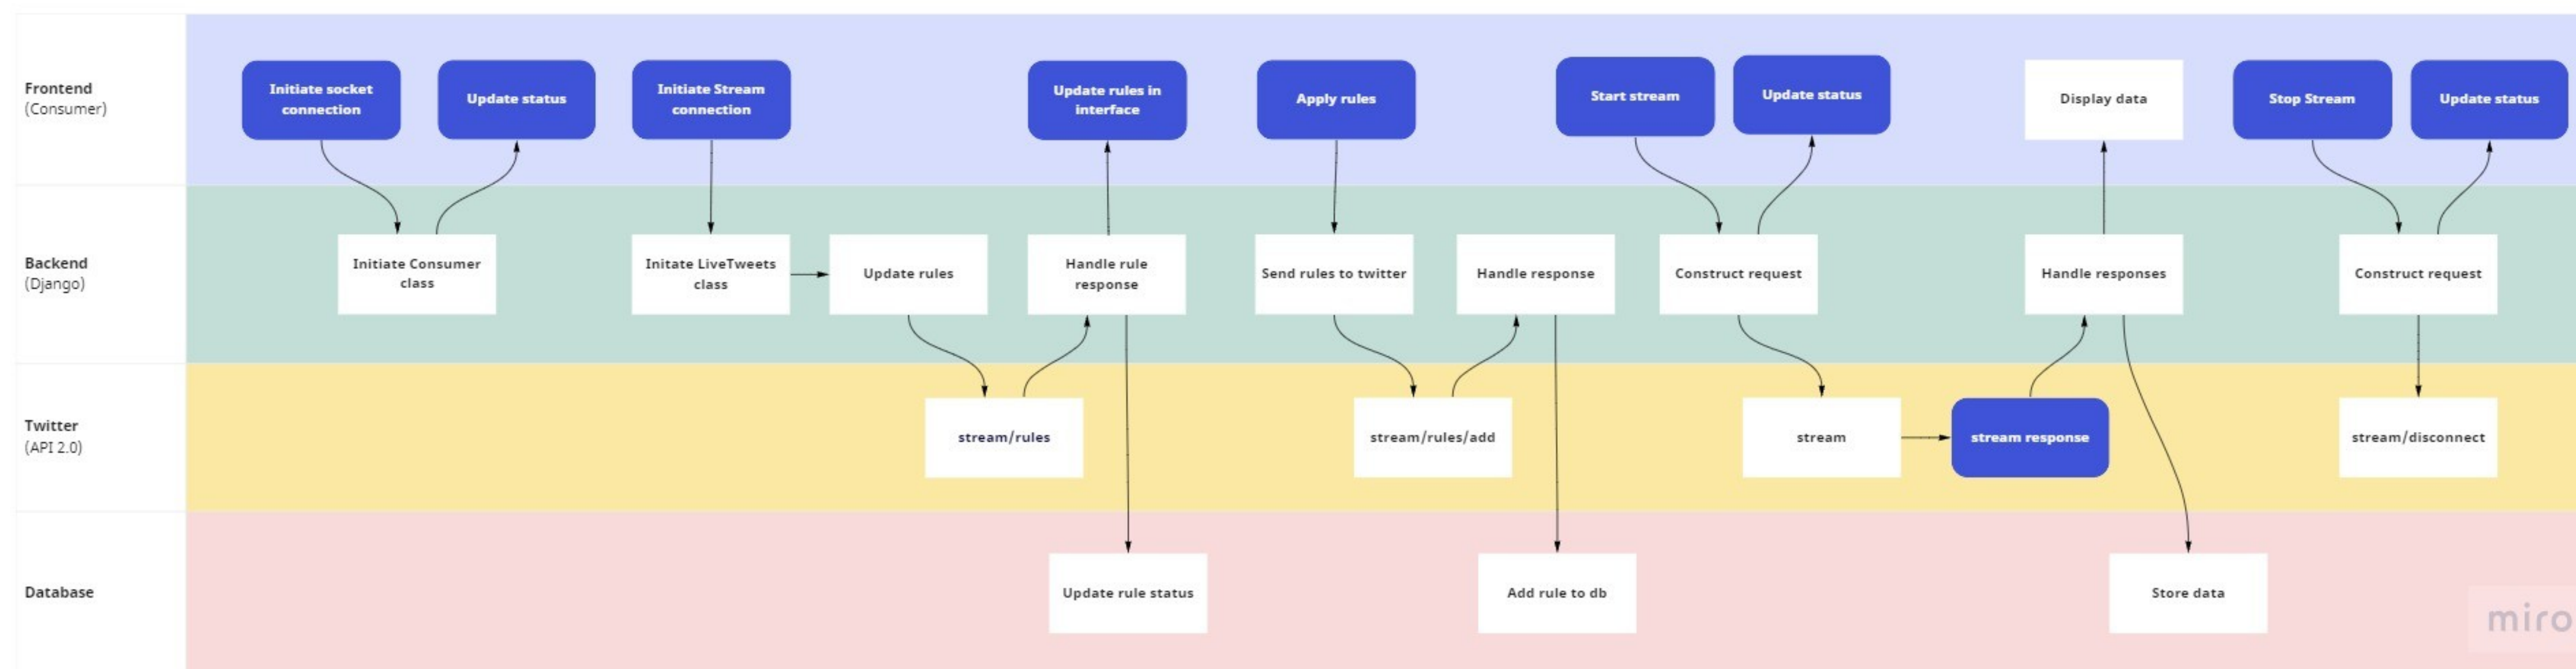 Frontend
(Consumer)
Initiate socket
connection
Update status
Initiate Stream
connection
Update rules in
interface
Apply rules
Start stream
Update status
Display data
Stop Stream
Update status
Backend
(Django)
Initiate Consumer
class
Initate LiveTweets
class
Update rules
Handle rule
response
Send rules to twitter
Handle response
Construct request
Handle responses
Construct request
Twitter
(API 2.0)
stream/rules
stream/rules/add
stream
stream response
stream/disconnect
Database
Update rule status
Add rule to db
Store data
miro